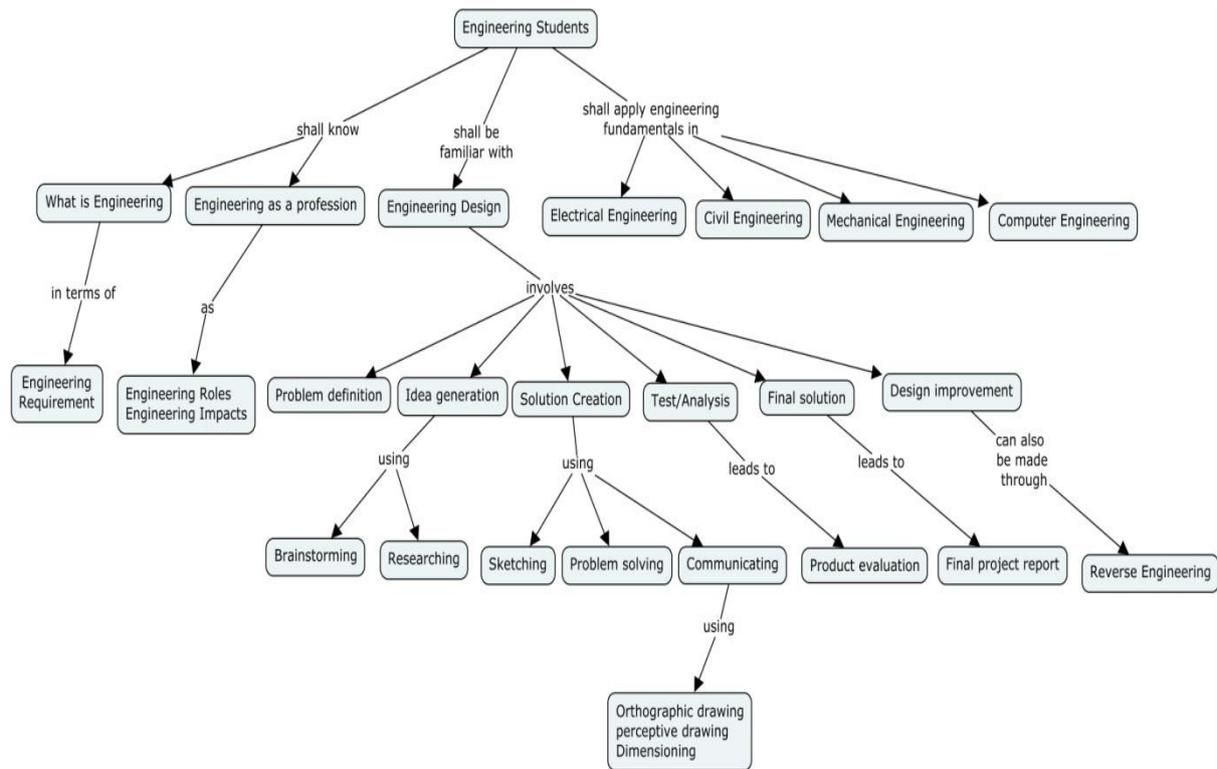 Engineering Students
shall know
shall be
familiar with
shall apply engineering
fundamentals in
What is Engineering
Engineering as a profession
Engineering Design
Electrical Engineering
Civil Engineering
Mechanical Engineering
Computer Engineering
in terms of
as
involves
Engineering
Requirement
Engineering Roles
Engineering Impacts
Problem definition
Idea generation
Solution Creation
Test/Analysis
Final solution
Design improvement
using
using
leads to
leads to
can also
be made
through
Brainstorming
Researching
Sketching
Problem solving
Communicating
Product evaluation
Final project report
Reverse Engineering
using
Orthographic drawing
perceptive drawing
Dimensioning